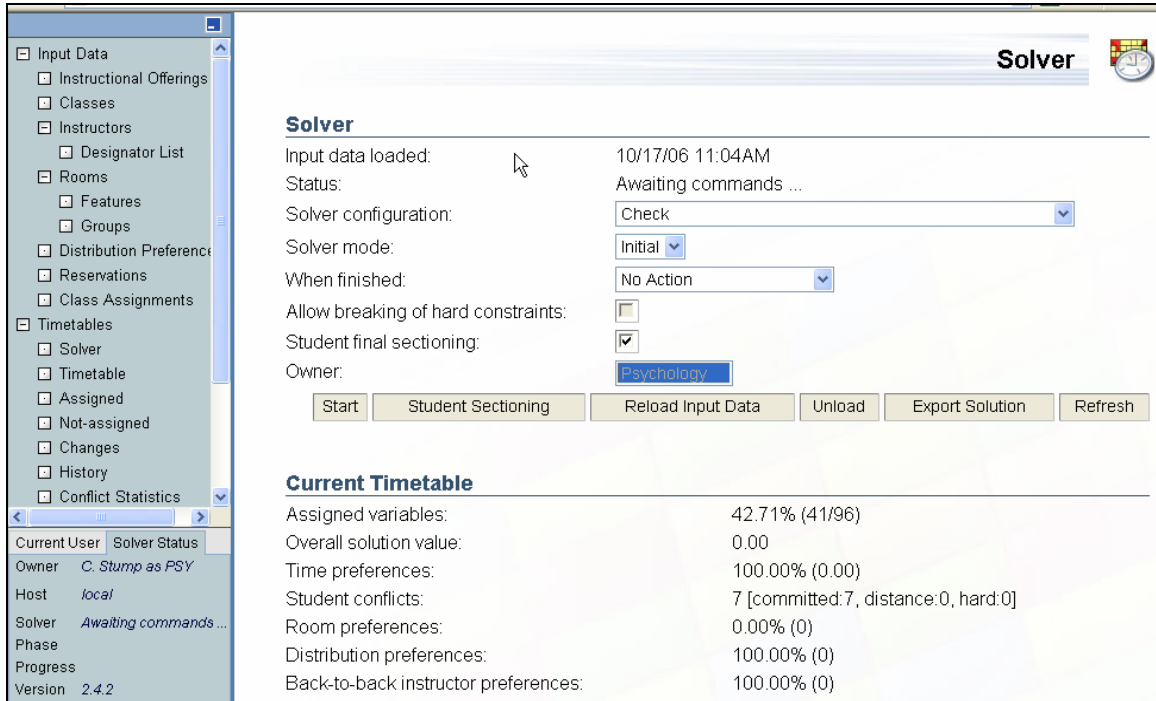 Input Data
Instructional Offerings
Classes
Instructors
Designator List
Rooms
Features
Groups
Distribution Preference
Reservations
Class Assignments
Timetables
Solver
Timetable
Assigned
Not-assigned
Changes
History
Conflict Statistics
Current User Solver Status
Owner C. Stump as PSY
Host local
Solver Awaiting commands ...
Phase
Progress
Version 2.4.2
Solver
Solver
Input data loaded: 10/17/06 11:04AM
Status: Awaiting commands ...
Solver configuration: Check
Solver mode: Initial
When finished: No Action
Allow breaking of hard constraints:
Student final sectioning:
Owner: Psychology
Start Student Sectioning Reload Input Data Unload Export Solution Refresh
Current Timetable
Assigned variables: 42.71% (41/96)
Overall solution value: 0.00
Time preferences: 100.00% (0.00)
Student conflicts: 7 [committed:7, distance:0, hard:0]
Room preferences: 0.00% (0)
Distribution preferences: 100.00% (0)
Back-to-back instructor preferences: 100.00% (0)